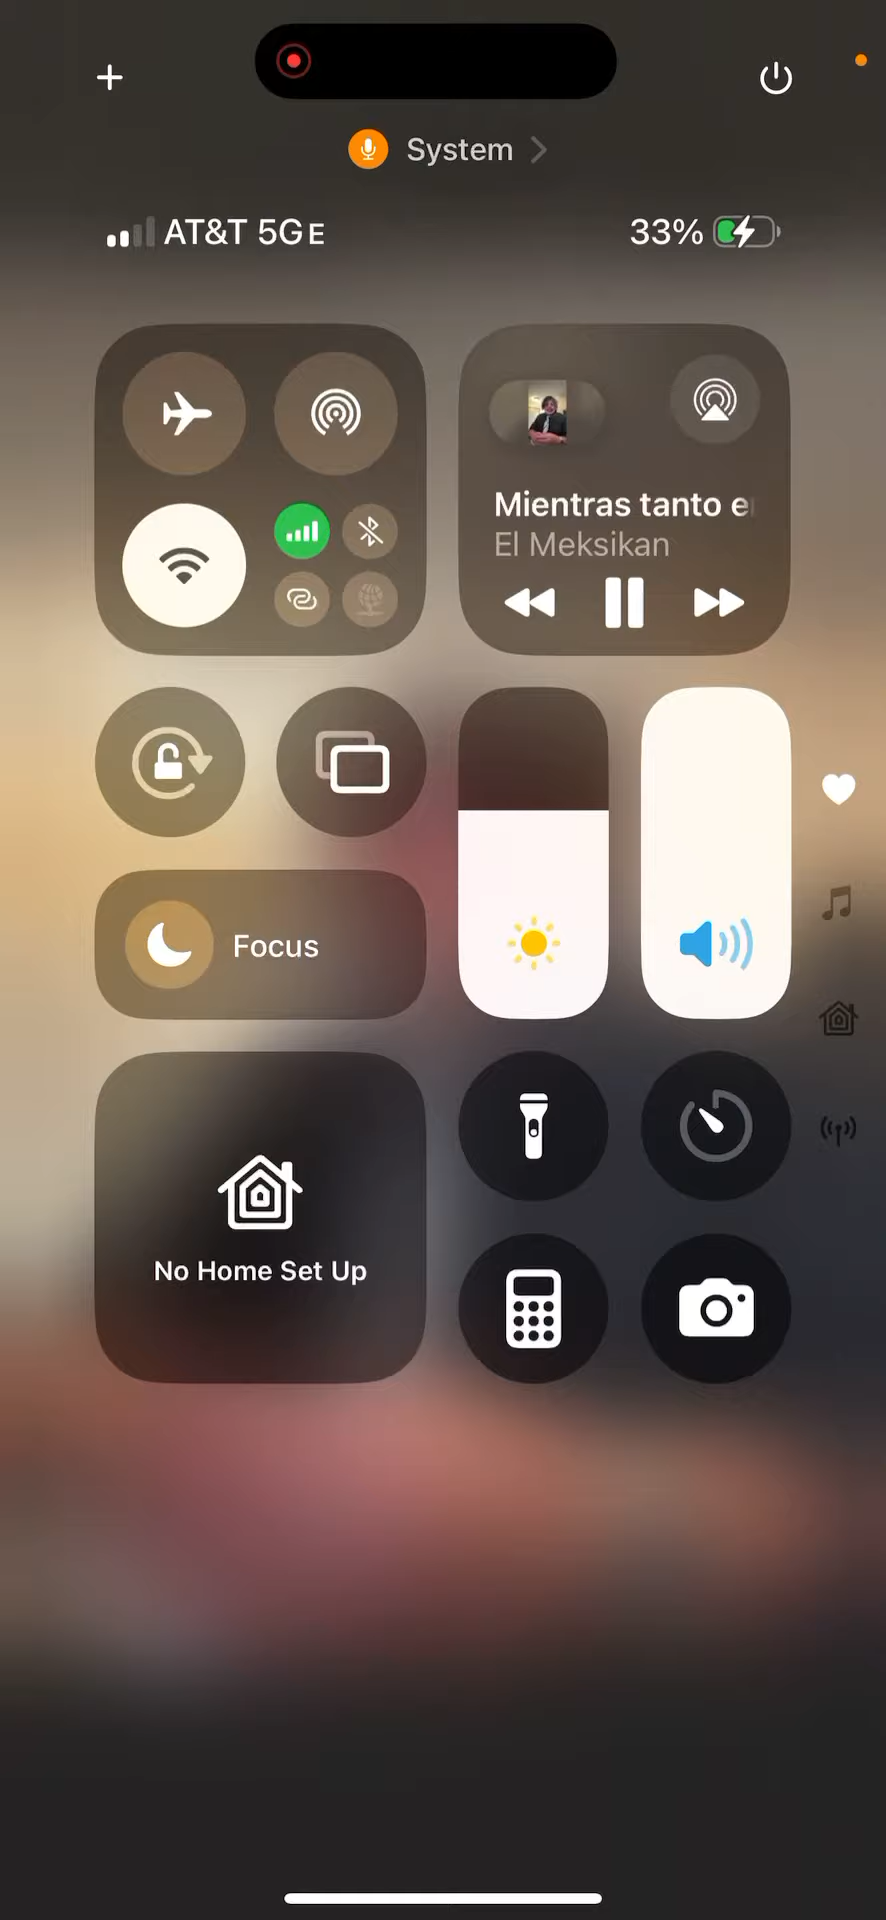 System
AT&T 5GE
33%
Mientras tanto e
El Meksikan
Focus
No Home Set Up